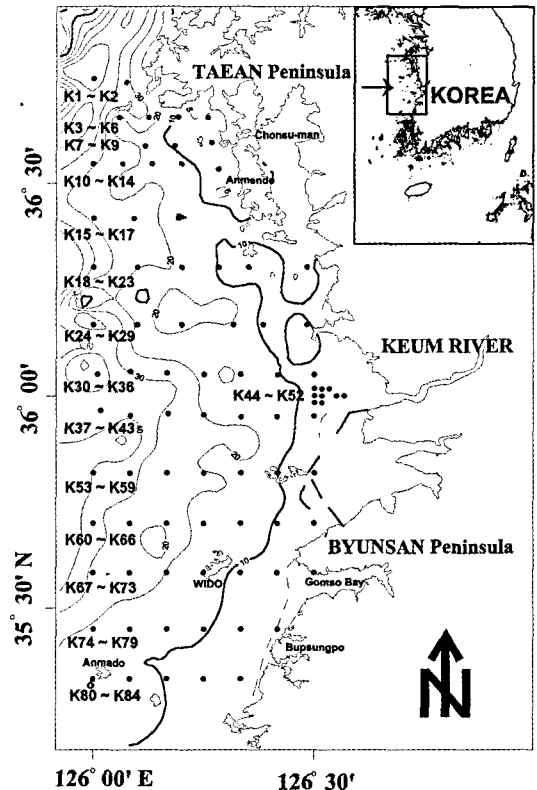 TAEAN Peninsula
KOREA
K1 ~ K2
K3 ~ K6
Chonsu-man
K7 ~ K9
K10 ~ K14
Anmendo
36° 30'
K15 ~ K17
K18 ~ K23
K24 ~ K29
KEUM RIVER
K30 ~ K36
K44 ~ K52
36° 00'
K37 ~ K43
K53 ~ K59
K60 ~ K66
BYUNSAN Peninsula
K67 ~ K73
WIDO
Gomso Bay
35° 30' N
K74 ~ K79
Bupsungpo
Anmado
K80 ~ K84
N
126° 00' E
126° 30'